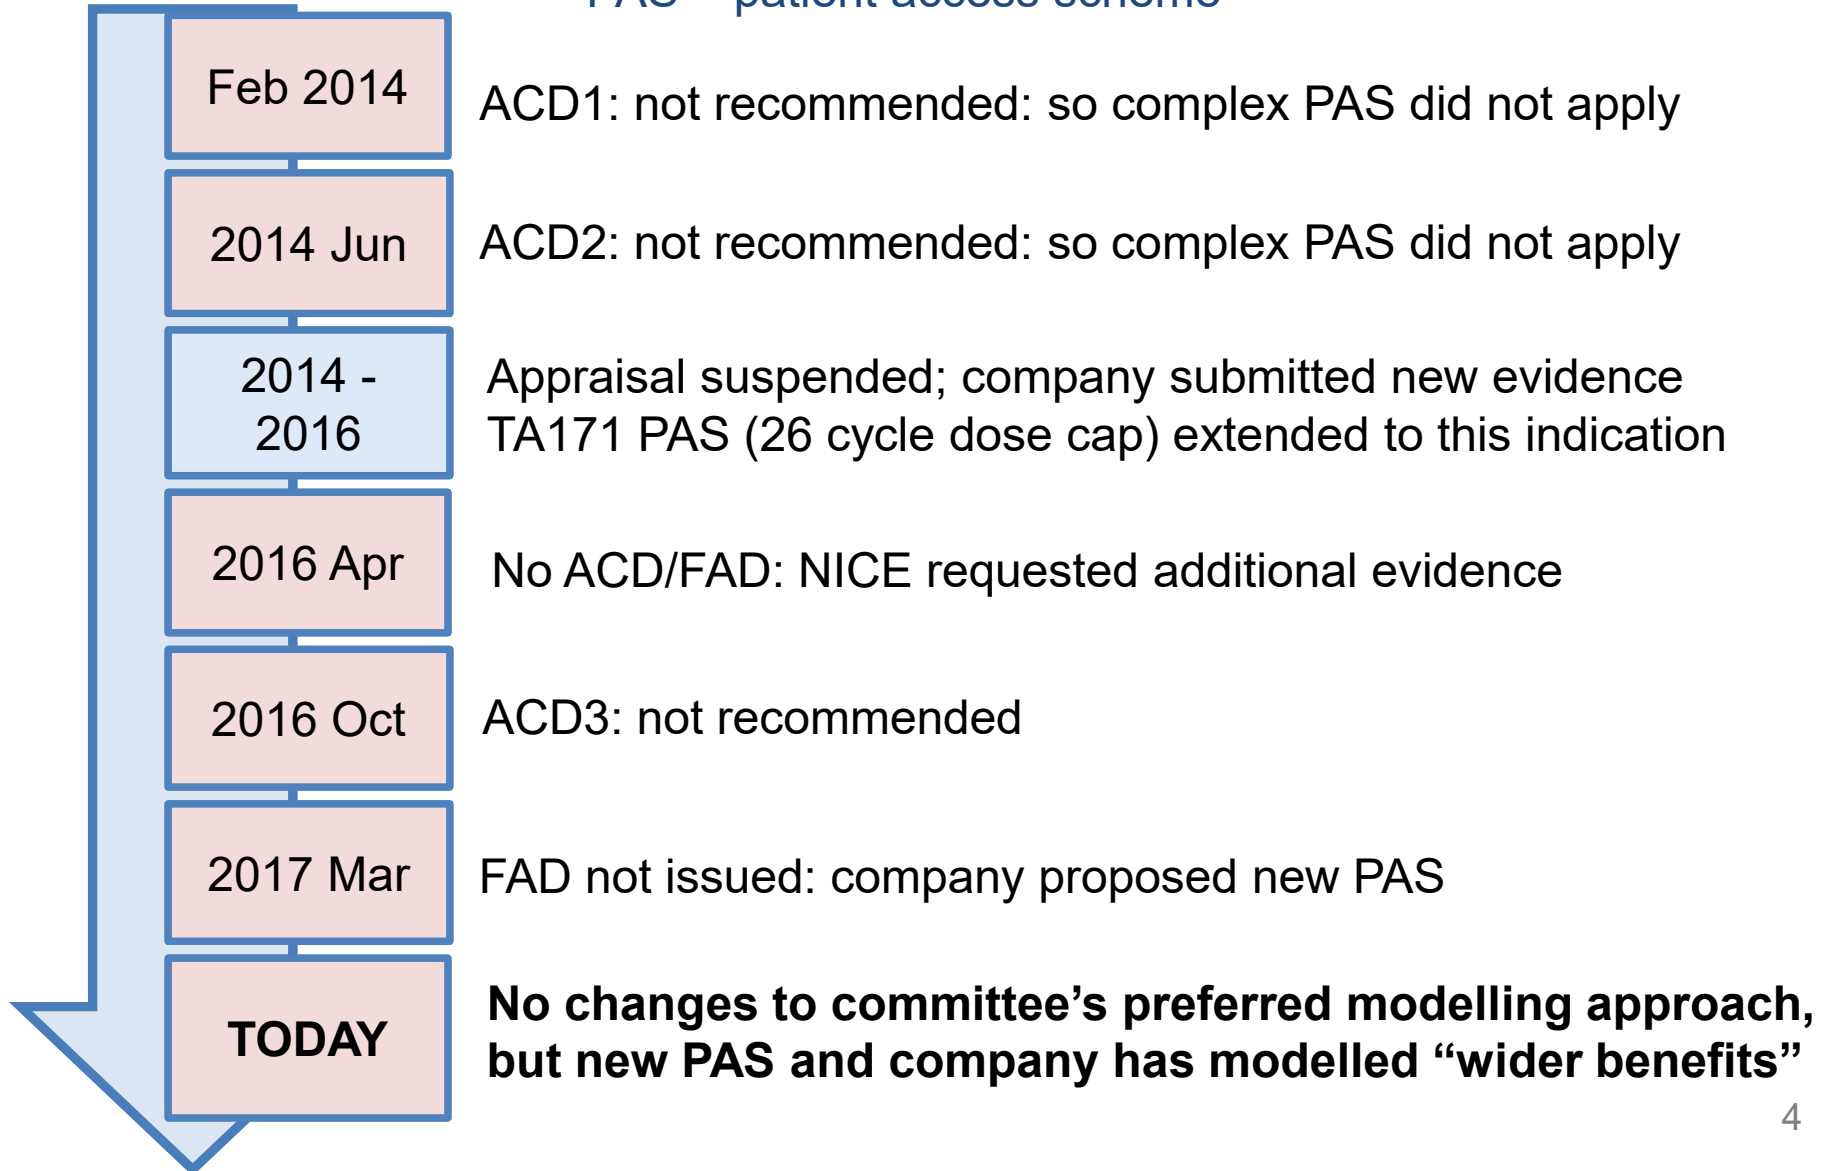 PAS – patient access scheme
Feb 2014
ACD1: not recommended: so complex PAS did not apply
2014 Jun
ACD2: not recommended: so complex PAS did not apply
2014 -
2016
Appraisal suspended; company submitted new evidence
TA171 PAS (26 cycle dose cap) extended to this indication
2016 Apr
No ACD/FAD: NICE requested additional evidence
2016 Oct
ACD3: not recommended
2017 Mar
FAD not issued: company proposed new PAS
TODAY
No changes to committee’s preferred modelling approach,
but new PAS and company has modelled “wider benefits”
4